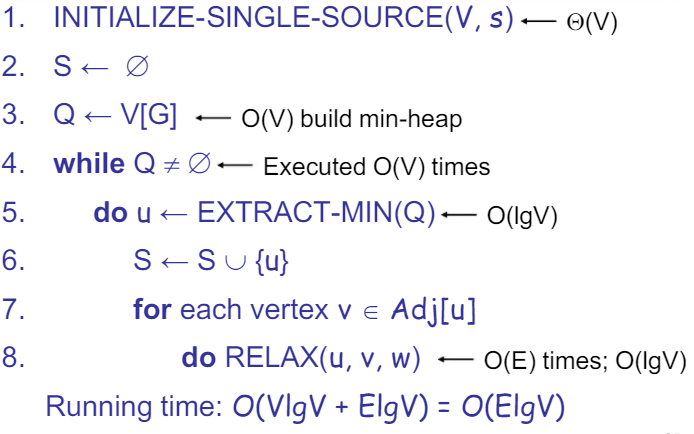 1. INITIALIZE-SINGLE-SOURCE(V, s) ← Θ(V)
2. S ← ∅
3. Q ← V[G] ← O(V) build min-heap
4. while Q ≠ ∅ ← Executed O(V) times
5. do u ← EXTRACT-MIN(Q) ← O(lgV)
6. S ← S ∪ {u}
7. for each vertex v ∈ Adj[u]
8. do RELAX(u, v, w) ← O(E) times; O(lgV)
Running time: O(VlgV + ElgV) = O(ElgV)